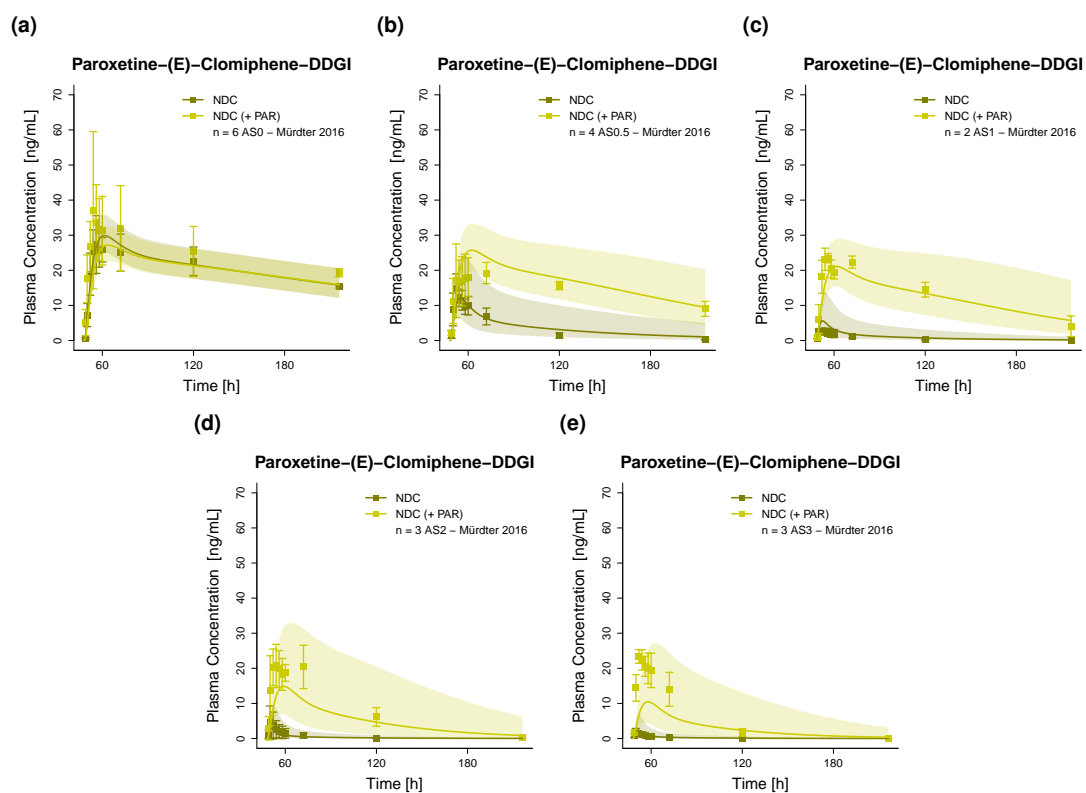 (a)
Paroxetine–(E)–Clomiphene–DDGI
NDC
NDC (+ PAR)
n = 6 AS0 – Mürdter 2016
Plasma Concentration [ng/mL]
70
60
50
40
30
20
10
0
60
120
180
Time [h]
(b)
Paroxetine–(E)–Clomiphene–DDGI
NDC
NDC (+ PAR)
n = 4 AS0.5 – Mürdter 2016
Plasma Concentration [ng/mL]
70
60
50
40
30
20
10
0
60
120
180
Time [h]
(c)
Paroxetine–(E)–Clomiphene–DDGI
NDC
NDC (+ PAR)
n = 2 AS1 – Mürdter 2016
Plasma Concentration [ng/mL]
70
60
50
40
30
20
10
0
60
120
180
Time [h]
(d)
Paroxetine–(E)–Clomiphene–DDGI
NDC
NDC (+ PAR)
n = 3 AS2 – Mürdter 2016
Plasma Concentration [ng/mL]
70
60
50
40
30
20
10
0
60
120
180
Time [h]
(e)
Paroxetine–(E)–Clomiphene–DDGI
NDC
NDC (+ PAR)
n = 3 AS3 – Mürdter 2016
Plasma Concentration [ng/mL]
70
60
50
40
30
20
10
0
60
120
180
Time [h]